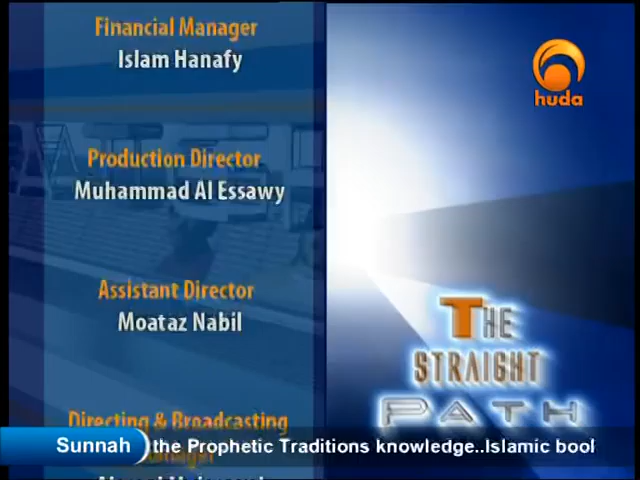 Financial Manager
Islam Hanafy
huda
Production Director
Muhammad Al Essawy
Assistant Director
Moataz Nabil
THE
STRAIGHT
PATH
Directing & Broadcasting
Sunnah
the Prophetic Traditions knowledge..Islamic bool